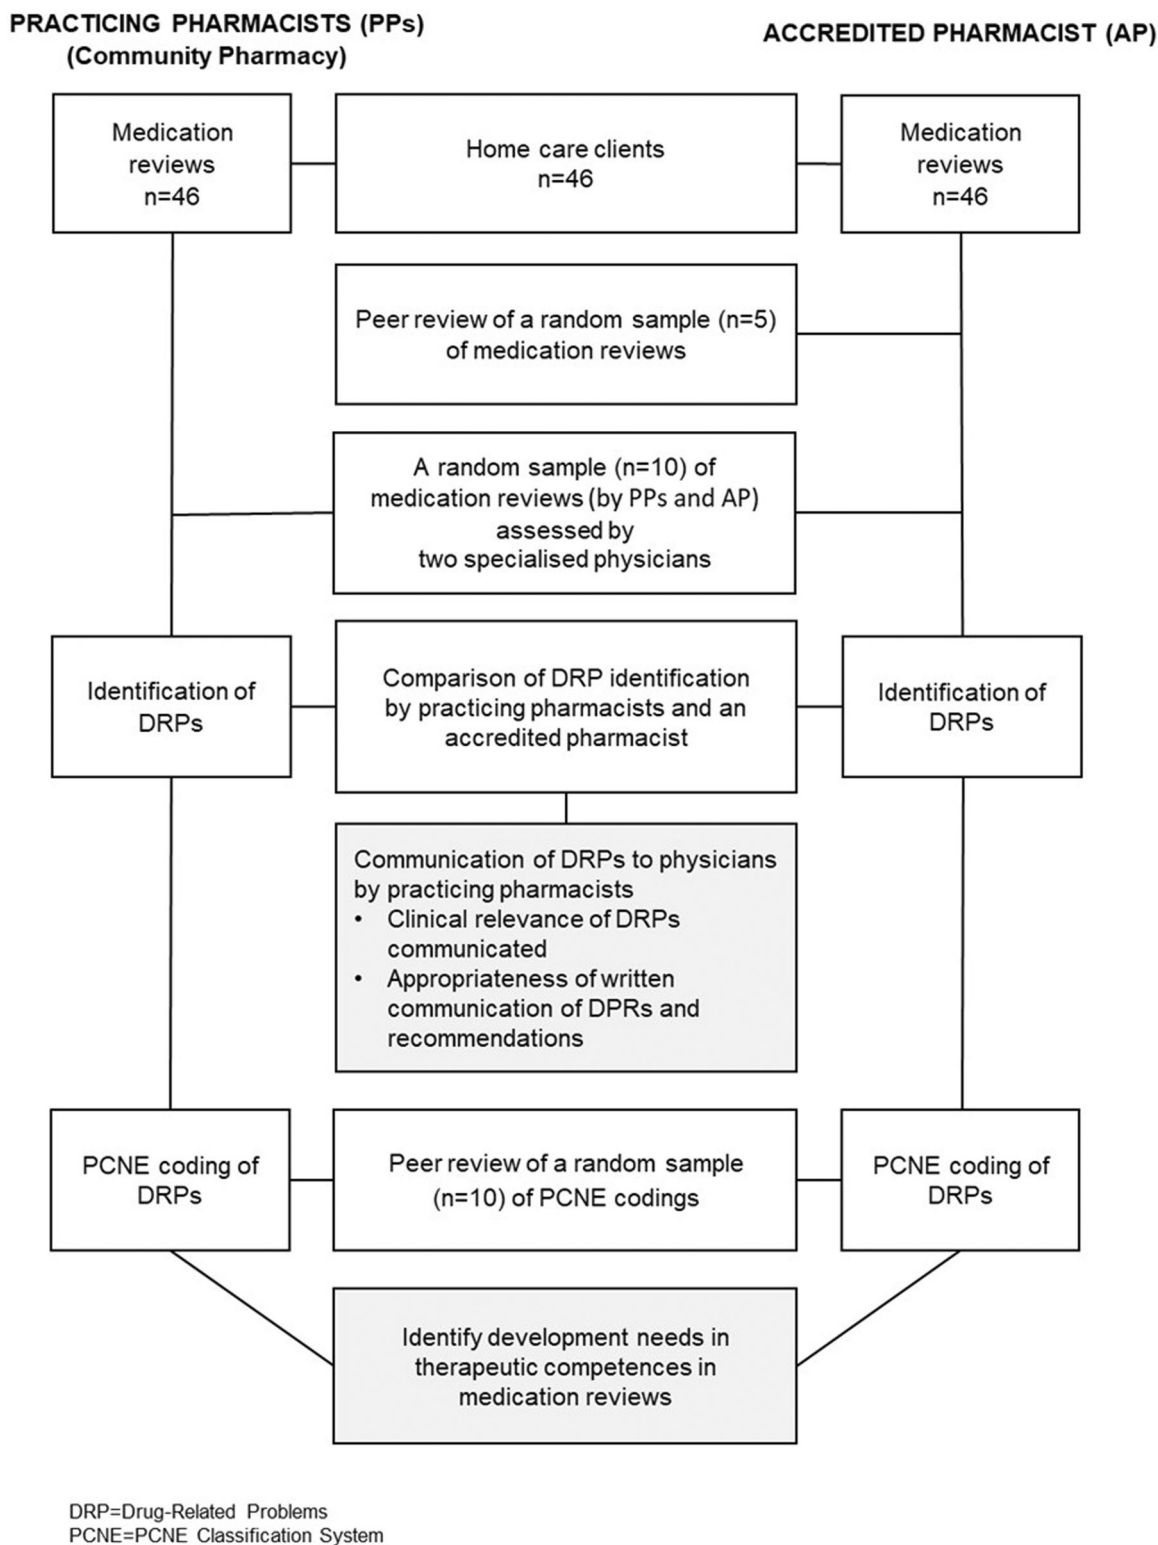 PRACTICING PHARMACISTS (PPs)
(Community Pharmacy)
ACCREDITED PHARMACIST (AP)
Medication
reviews
n=46
Home care clients
n=46
Medication
reviews
n=46
Peer review of a random sample (n=5)
of medication reviews
A random sample (n=10) of
medication reviews (by PPs and AP)
assessed by
two specialised physicians
Identification of
DRPs
Comparison of DRP identification
by practicing pharmacists and an
accredited pharmacist
Identification of
DRPs
Communication of DRPs to physicians
by practicing pharmacists
• Clinical relevance of DRPs
communicated
• Appropriateness of written
communication of DPRs and
recommendations
PCNE coding of
DRPs
Peer review of a random sample
(n=10) of PCNE codings
PCNE coding of
DRPs
Identify development needs in
therapeutic competences in
medication reviews
DRP=Drug-Related Problems
PCNE=PCNE Classification System